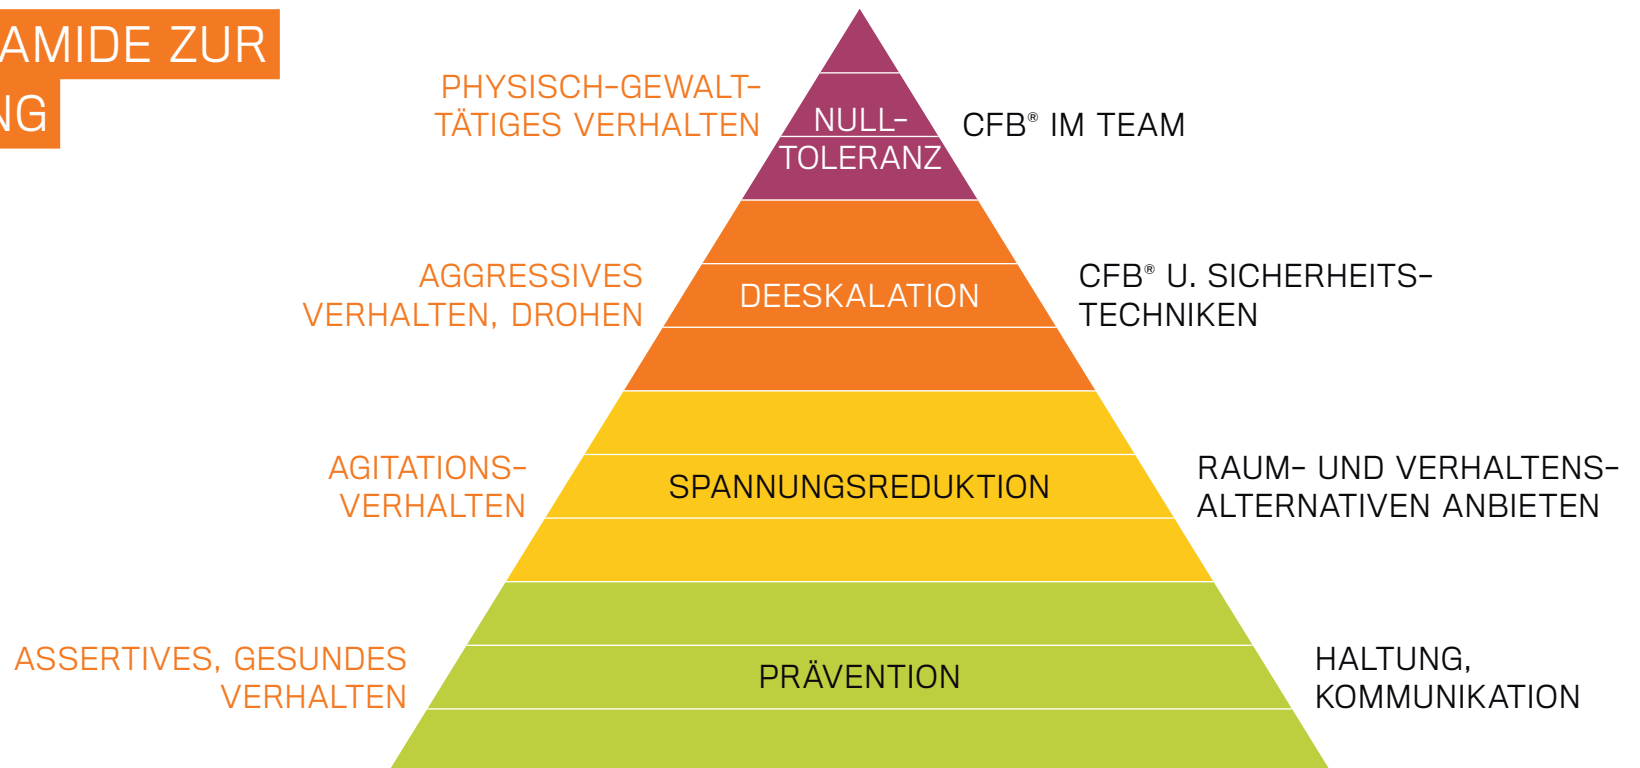 AMIDE ZUR
NG
PHYSISCH-GEWALT-
TÄTIGES VERHALTEN
NULL-
TOLERANZ
CFB® IM TEAM
AGGRESSIVES
VERHALTEN, DROHEN
DEESKALATION
CFB® U. SICHERHEITS-
TECHNIKEN
AGITATIONS-
VERHALTEN
SPANNUNGSREDUKTION
RAUM- UND VERHALTENS-
ALTERNATIVEN ANBIETEN
ASSERTIVES, GESUNDES
VERHALTEN
PRÄVENTION
HALTUNG,
KOMMUNIKATION